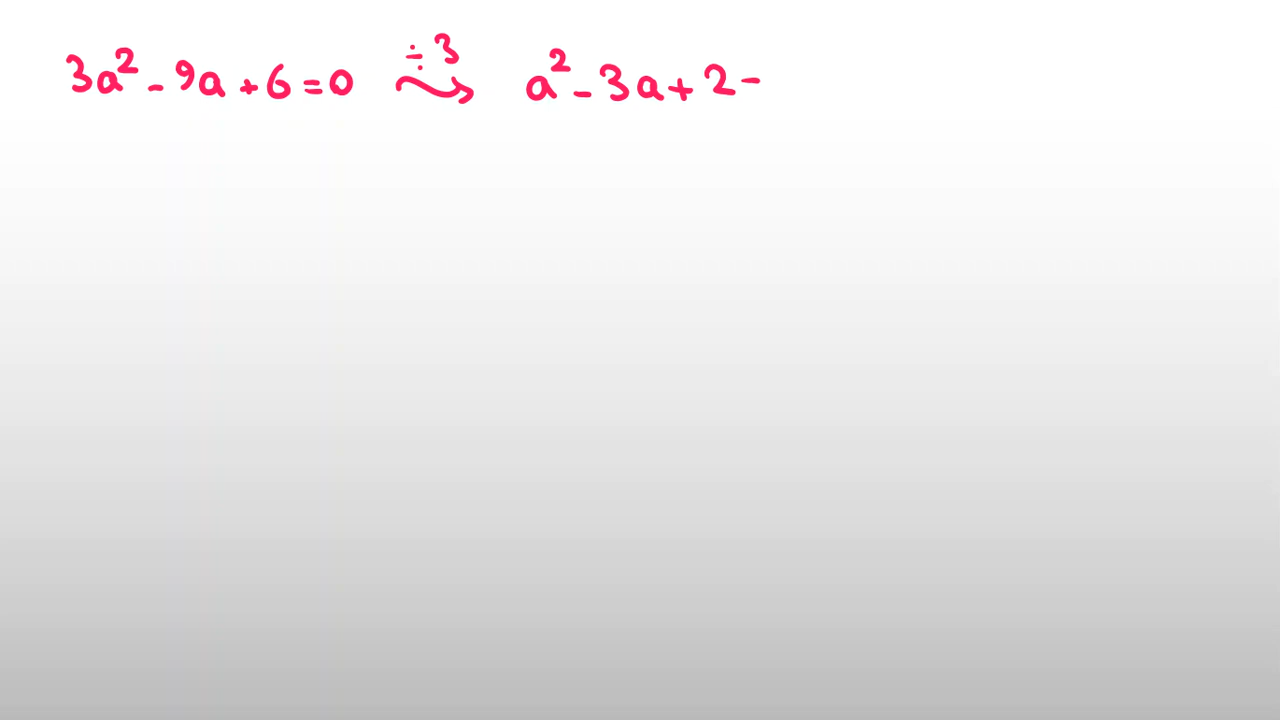 3a² - 9a + 6 = 0 ÷3 ⤳ a² - 3a + 2 -